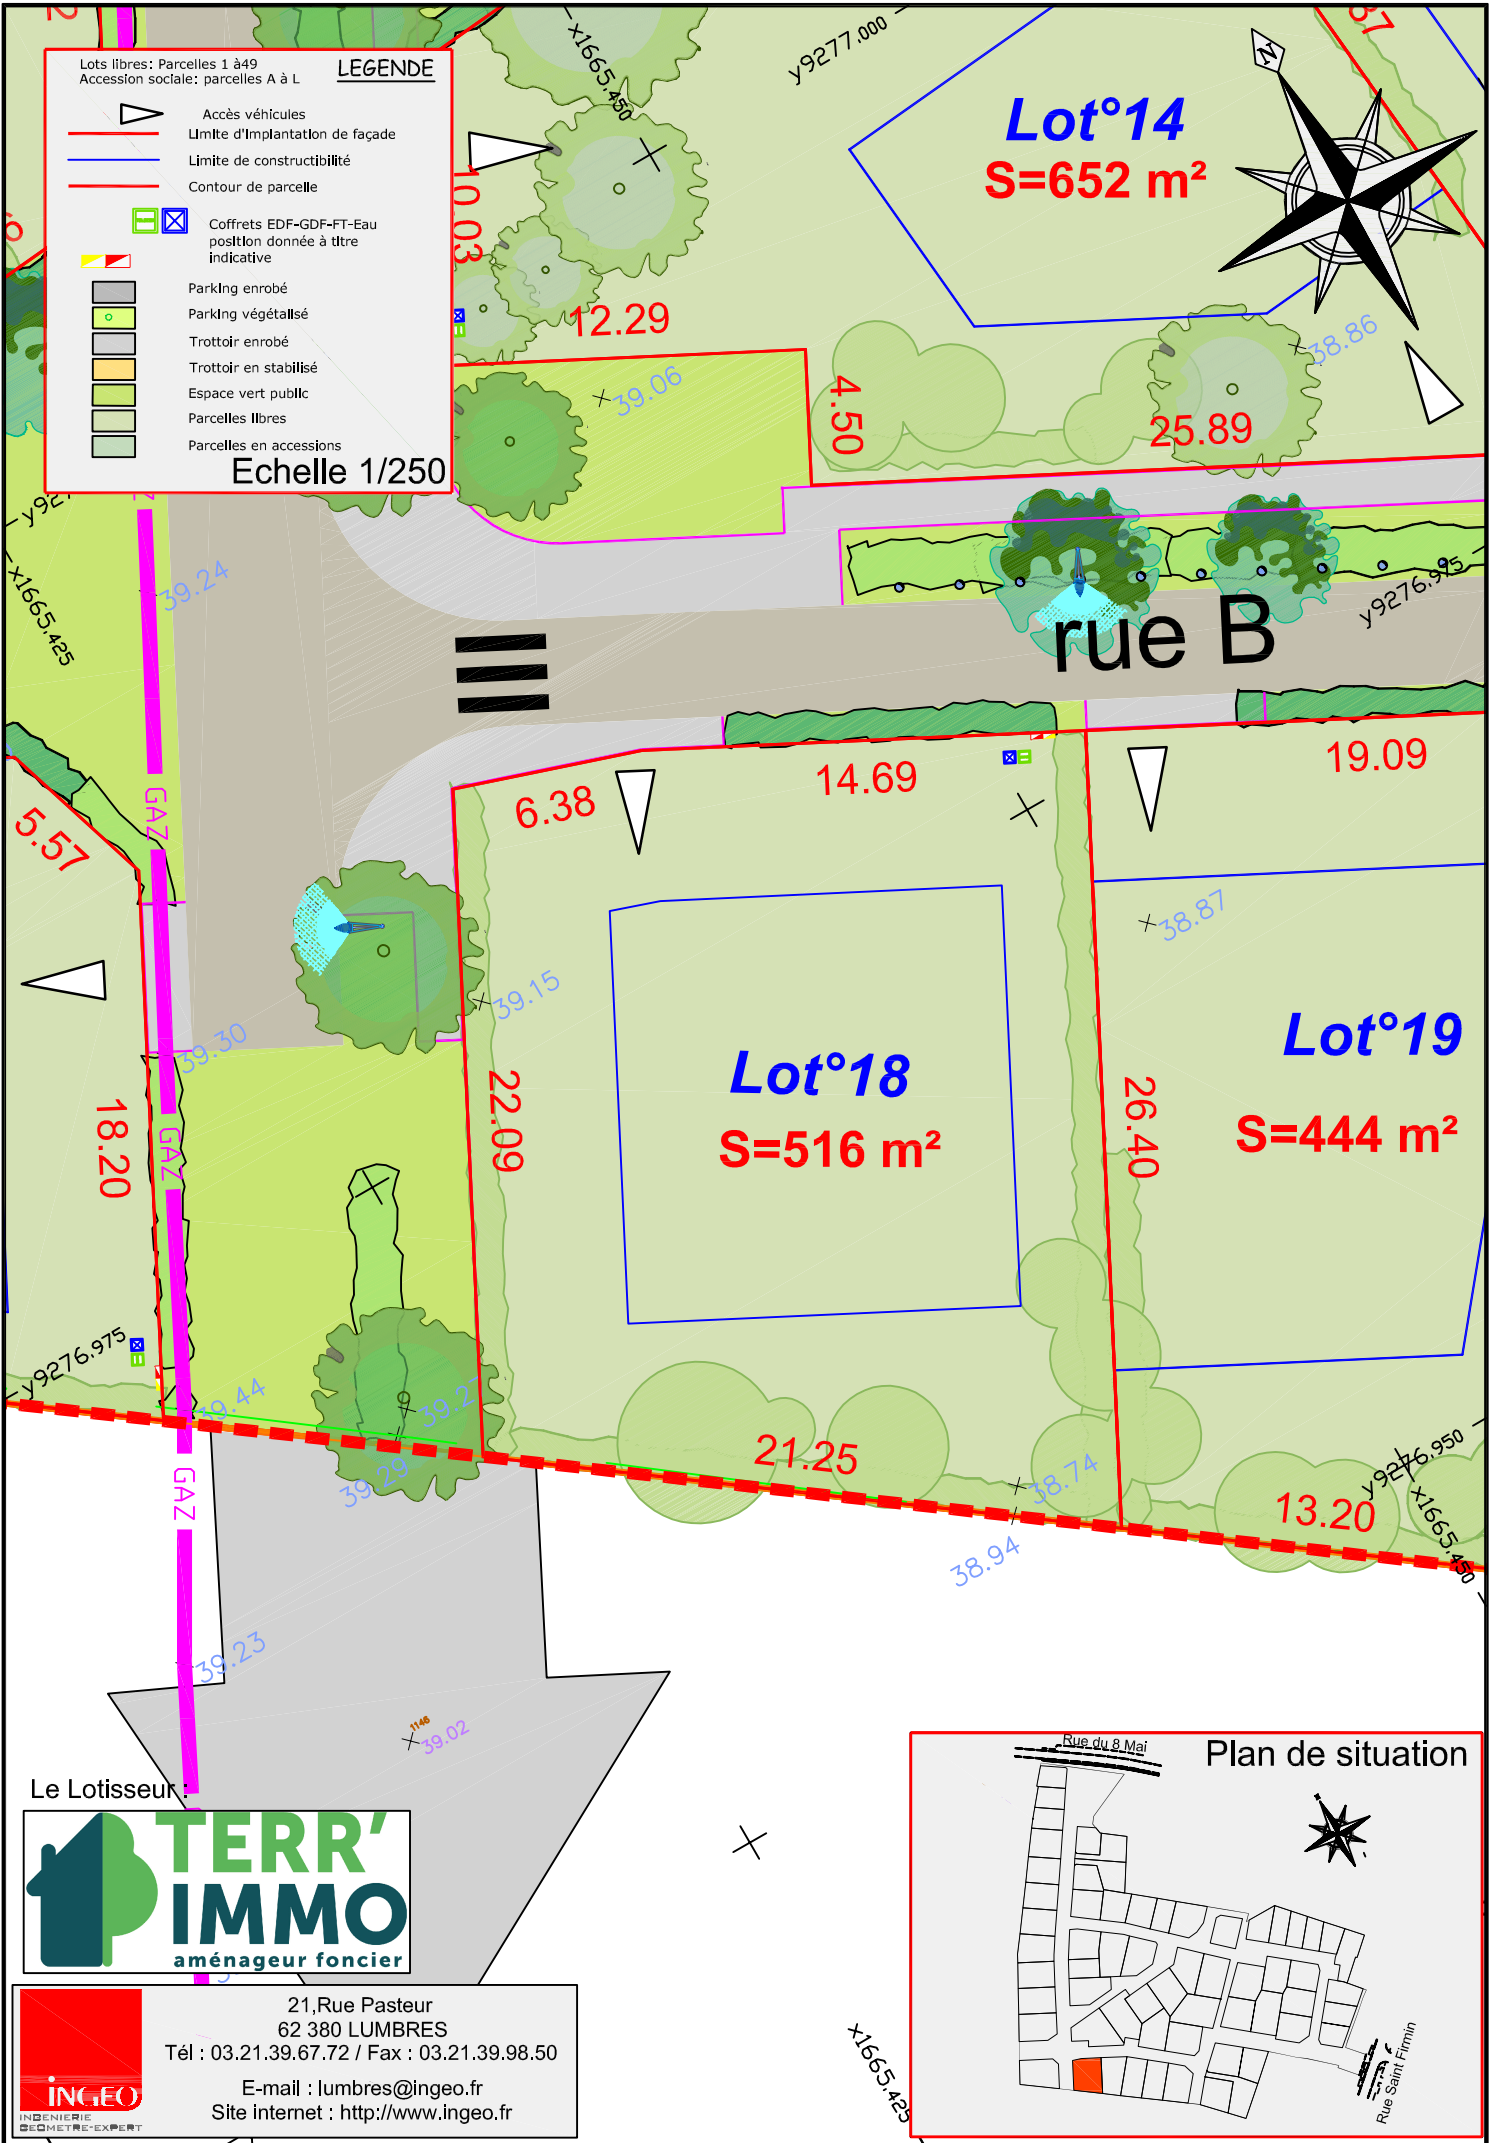 Lots libres: Parcelles 1 à49
Accession sociale: parcelles A à L
LEGENDE
Accès véhicules
Limite d'implantation de façade
Limite de constructibilité
Contour de parcelle
Coffrets EDF-GDF-FT-Eau
position donnée à titre
indicative
Parking enrobé
Parking végétalisé
Trottoir enrobé
Trottoir en stabilisé
Espace vert public
Parcelles libres
Parcelles en accessions
Echelle 1/250
x1665.450
y9277.000
N
Lot°14
S=652 m²
10.03
12.29
39.06
4.50
25.89
38.86
39.24
x1665.425
y9276.975
rue B
GAZ
5.57
6.38
14.69
19.09
38.87
39.15
39.30
Lot°18
S=516 m²
Lot°19
S=444 m²
22.09
26.40
18.20
GAZ
y9276.975
39.44
39.29
21.25
38.74
38.94
13.20
y9276.950
x1665.450
GAZ
39.23
1146
39.02
Le Lotisseur :
TERR'
IMMO
aménageur foncier
INGEO
INGENIERIE
GEOMETRE-EXPERT
21,Rue Pasteur
62 380 LUMBRES
Tél : 03.21.39.67.72 / Fax : 03.21.39.98.50
E-mail : lumbres@ingeo.fr
Site internet : http://www.ingeo.fr
x1665.425
Plan de situation
Rue du 8 Mai
Rue Saint Firmin